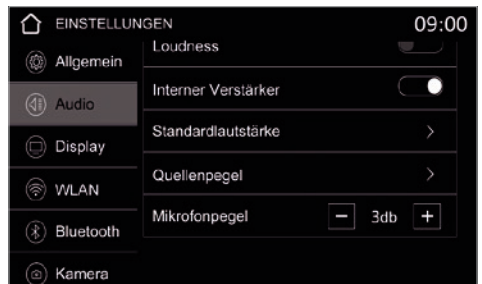 EINSTELLUNGEN 09:00
Allgemein
Audio
Display
WLAN
Bluetooth
Kamera
Loudness
Interner Verstärker
Standardlautstärke >
Quellenpegel >
Mikrofonpegel − 3db +